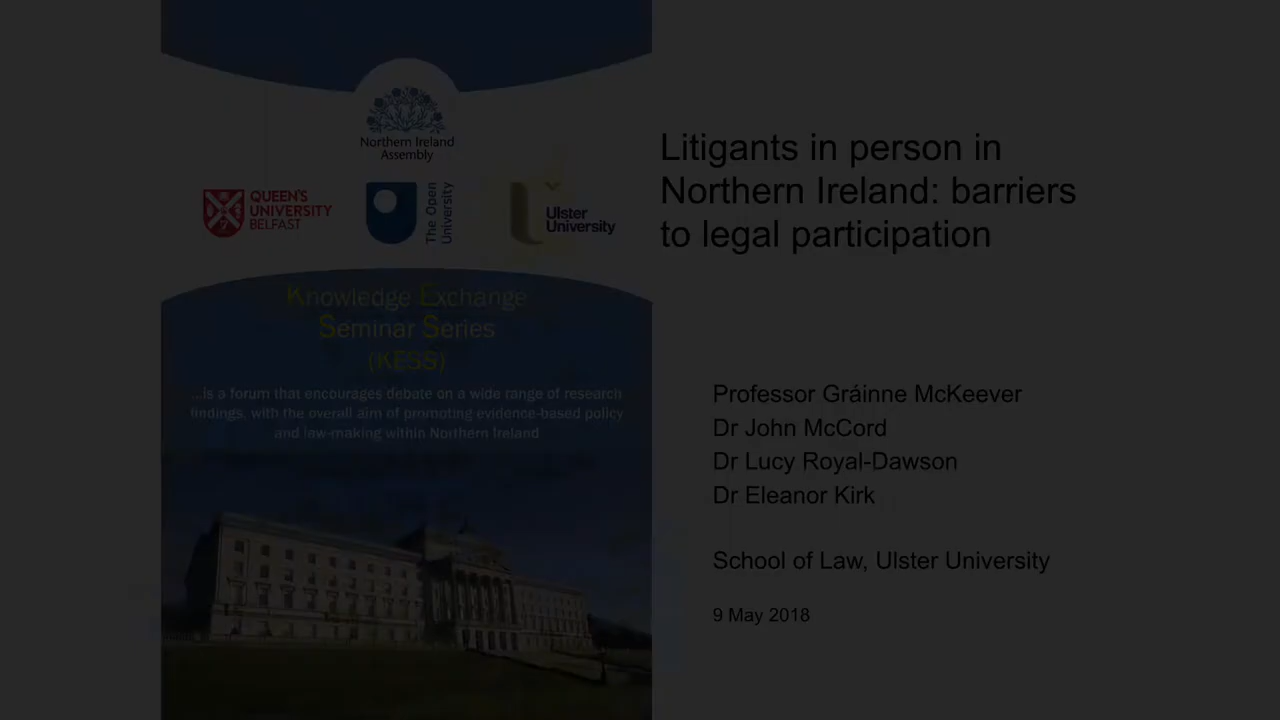 Northern Ireland
Assembly
QUEEN'S
UNIVERSITY
BELFAST
The Open
University
Ulster
University
Knowledge Exchange
Seminar Series
(KESS)
...is a forum that encourages debate on a wide range of research
findings, with the overall aim of promoting evidence-based policy
and law-making within Northern Ireland
Litigants in person in
Northern Ireland: barriers
to legal participation
Professor Gráinne McKeever
Dr John McCord
Dr Lucy Royal-Dawson
Dr Eleanor Kirk
School of Law, Ulster University
9 May 2018